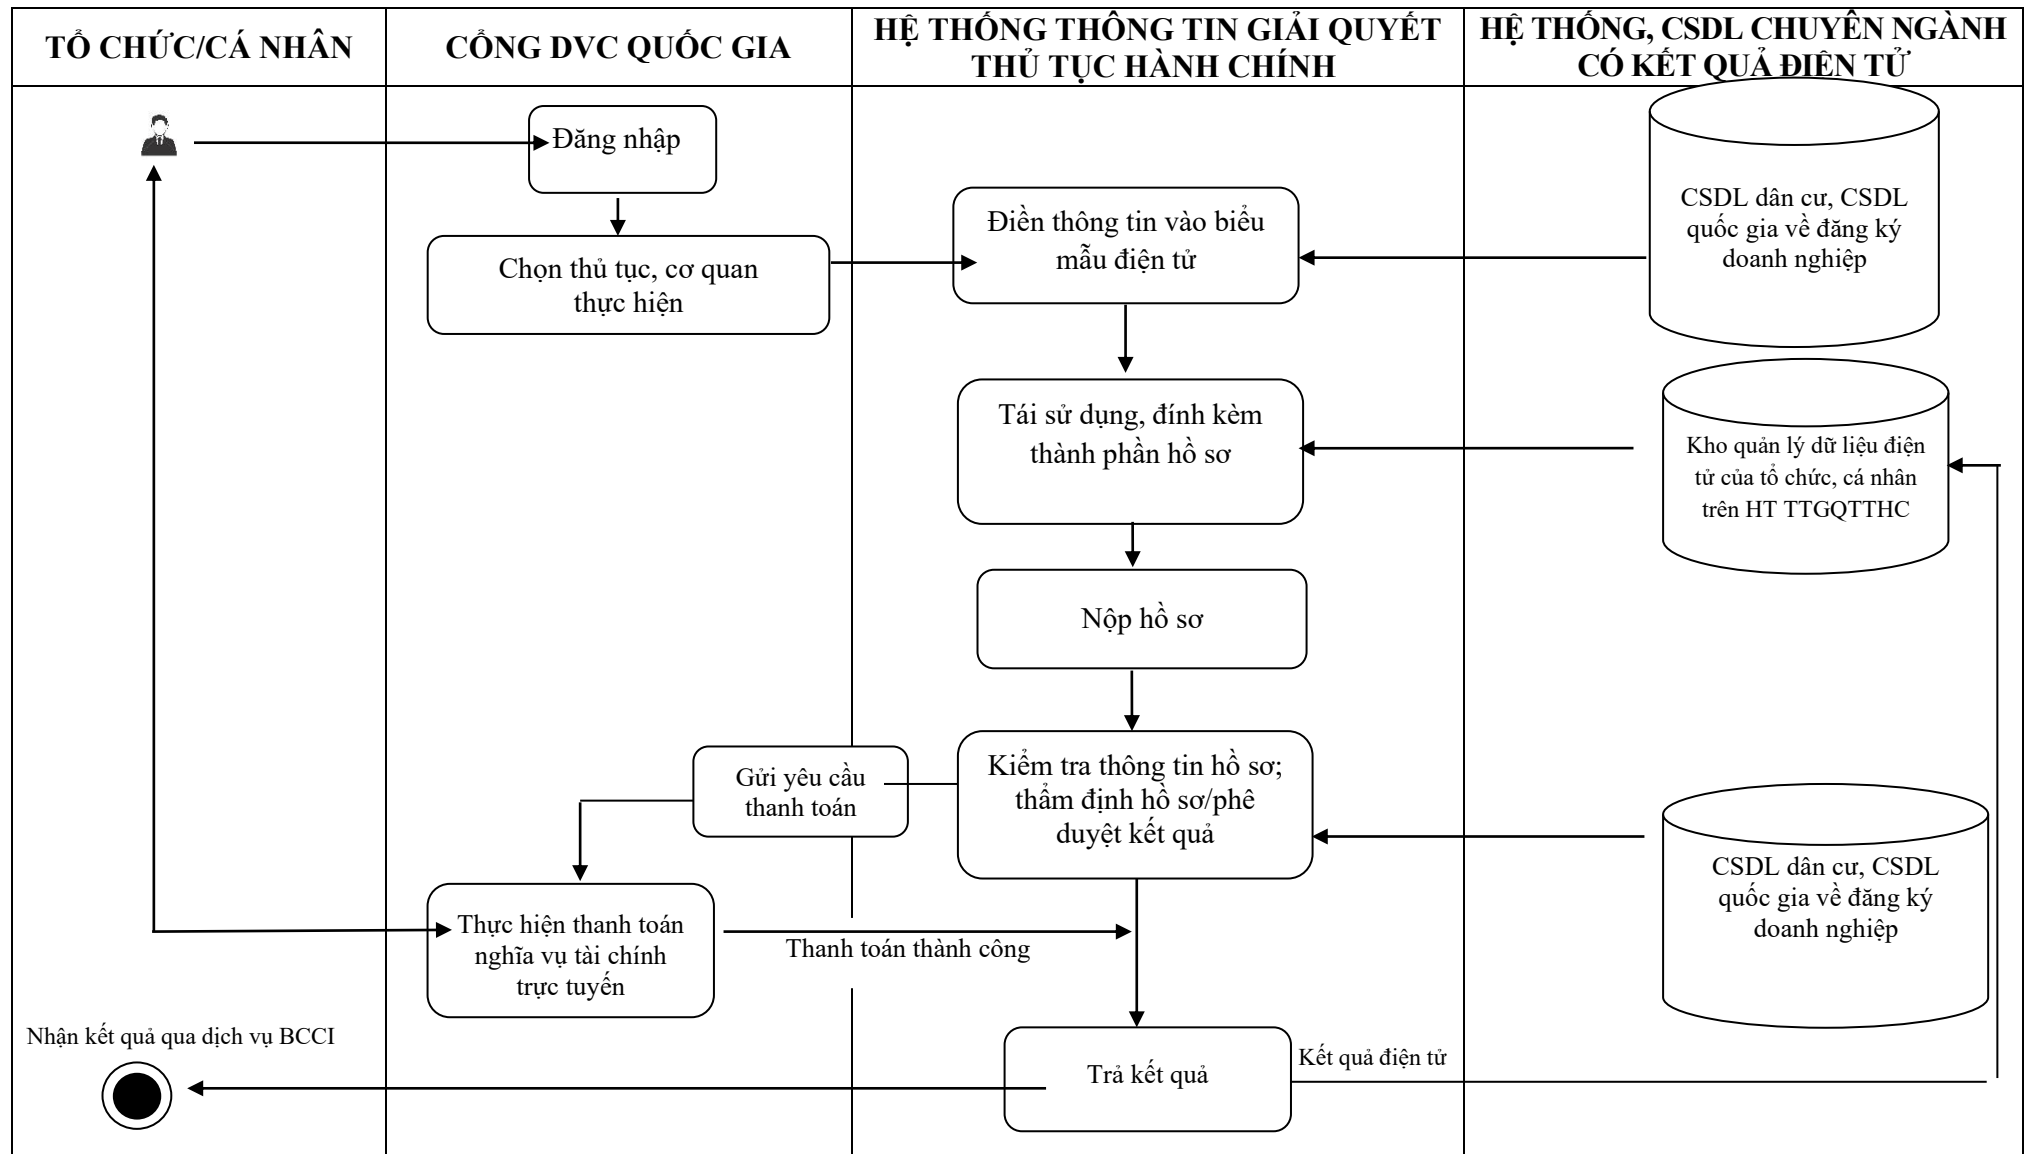 TỔ CHỨC/CÁ NHÂN
CỔNG DVC QUỐC GIA
HỆ THỐNG THÔNG TIN GIẢI QUYẾT
THỦ TỤC HÀNH CHÍNH
HỆ THỐNG, CSDL CHUYÊN NGÀNH
CÓ KẾT QUẢ ĐIỆN TỬ
Đăng nhập
Chọn thủ tục, cơ quan
thực hiện
Điền thông tin vào biểu
mẫu điện tử
CSDL dân cư, CSDL
quốc gia về đăng ký
doanh nghiệp
Tái sử dụng, đính kèm
thành phần hồ sơ
Kho quản lý dữ liệu điện
tử của tổ chức, cá nhân
trên HT TTGQTTHC
Nộp hồ sơ
Gửi yêu cầu
thanh toán
Kiểm tra thông tin hồ sơ;
thẩm định hồ sơ/phê
duyệt kết quả
CSDL dân cư, CSDL
quốc gia về đăng ký
doanh nghiệp
Thực hiện thanh toán
nghĩa vụ tài chính
trực tuyến
Thanh toán thành công
Nhận kết quả qua dịch vụ BCCI
Trả kết quả
Kết quả điện tử